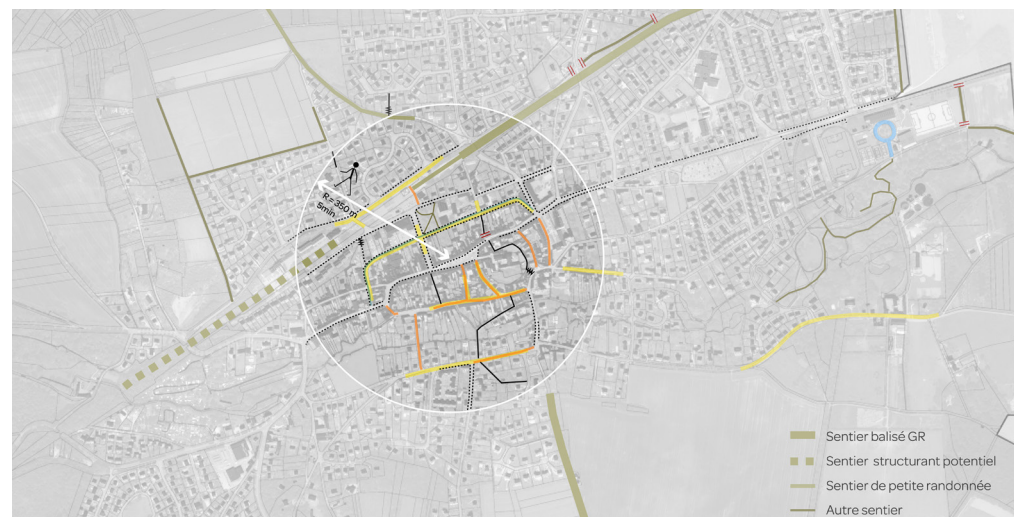 R = 350 m
5min
Sentier balisé GR
Sentier structurant potentiel
Sentier de petite randonnée
Autre sentier